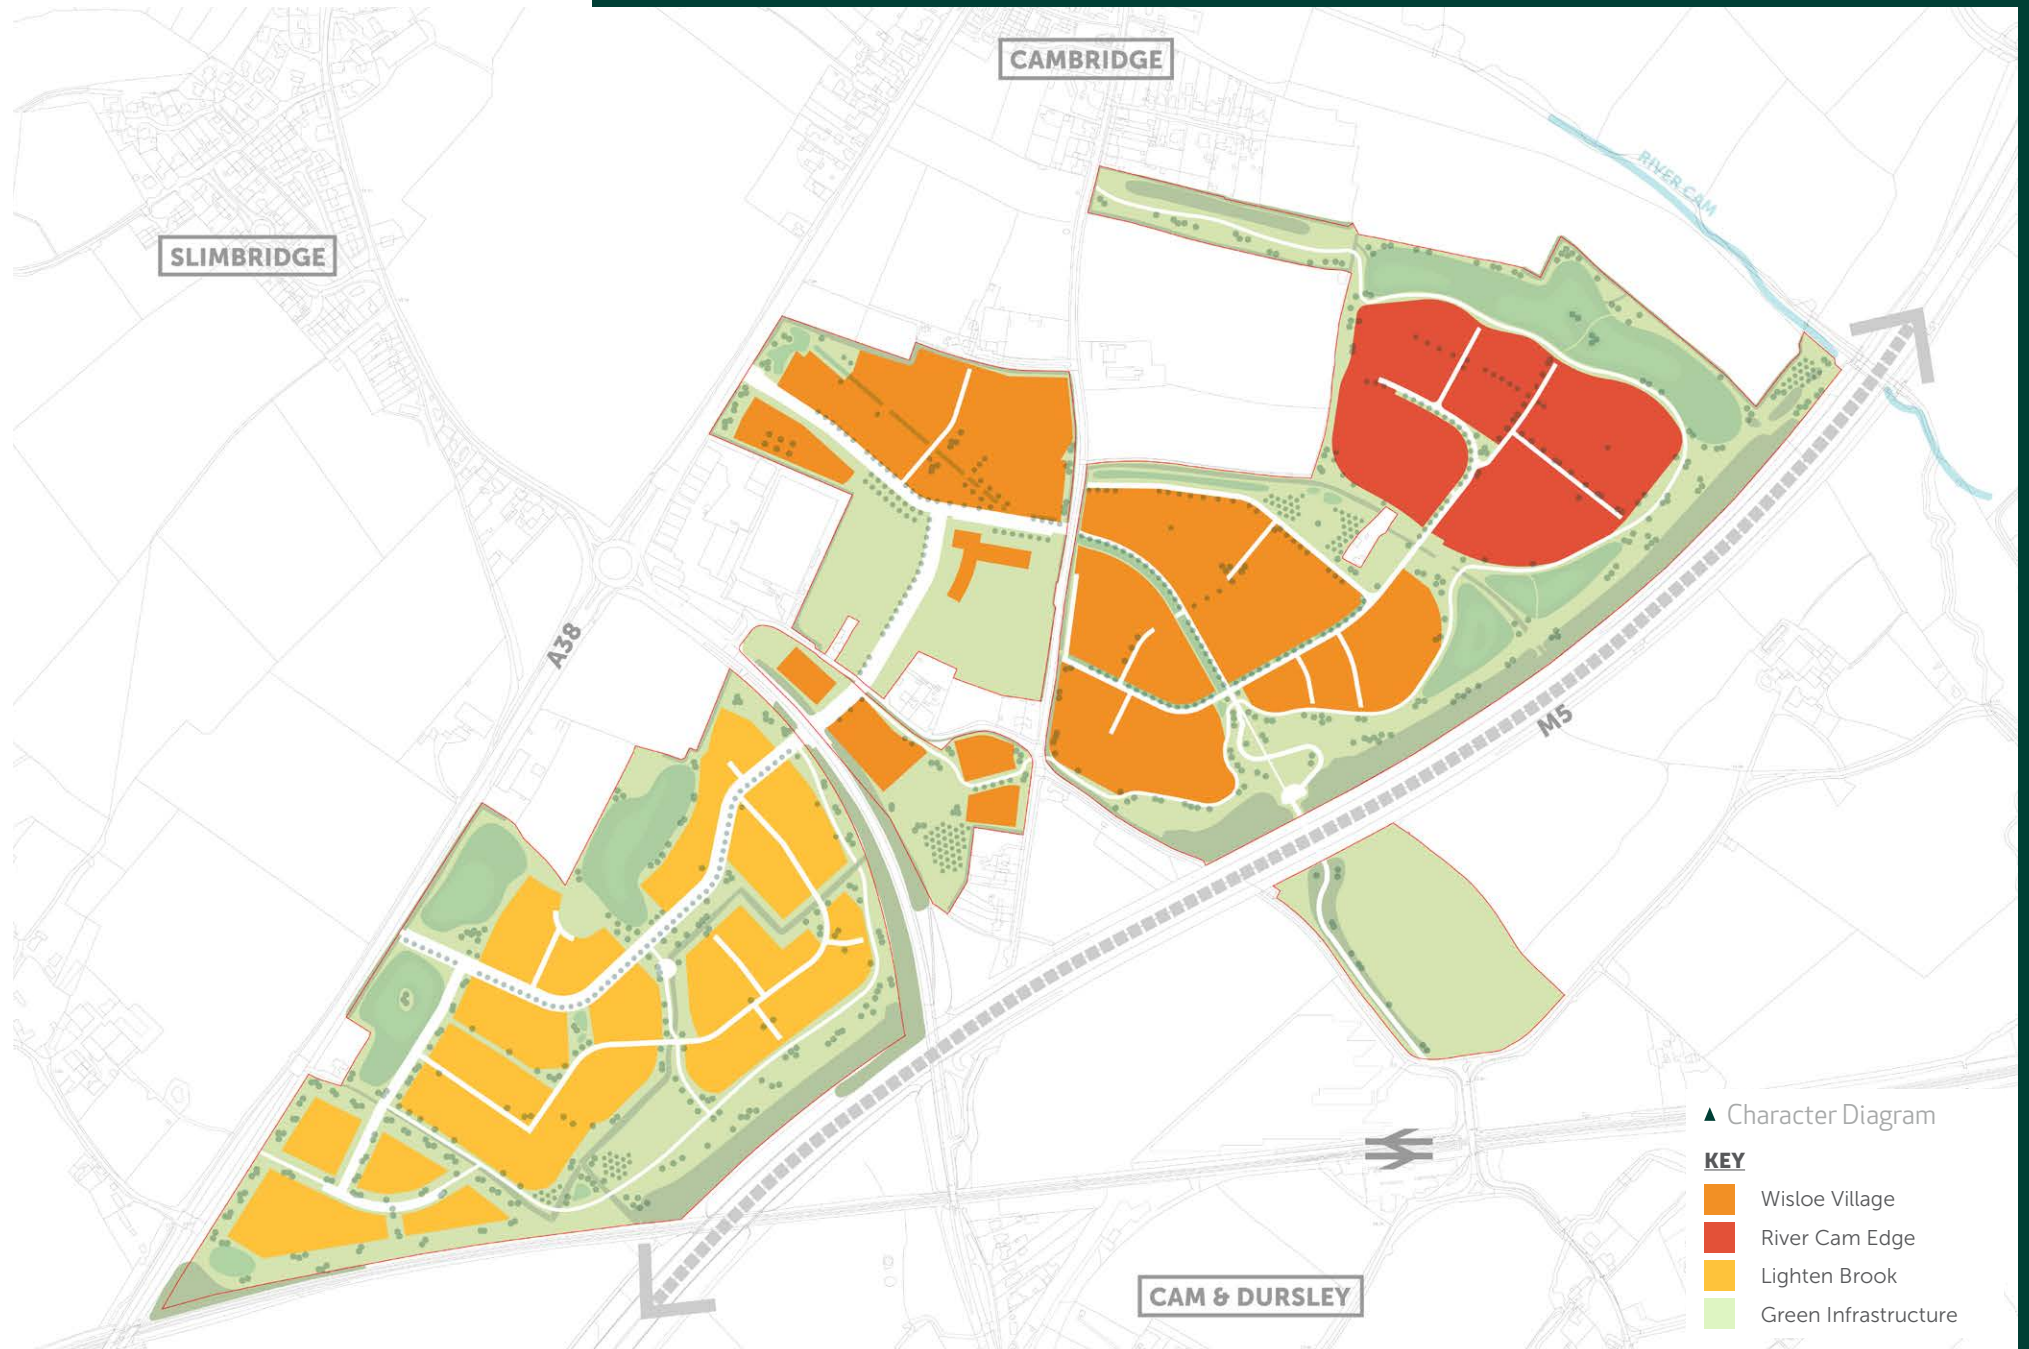 CAMBRIDGE
RIVER CAM
SLIMBRIDGE
A38
M5
CAM & DURSLEY
▲ Character Diagram
KEY
Wisloe Village
River Cam Edge
Lighten Brook
Green Infrastructure